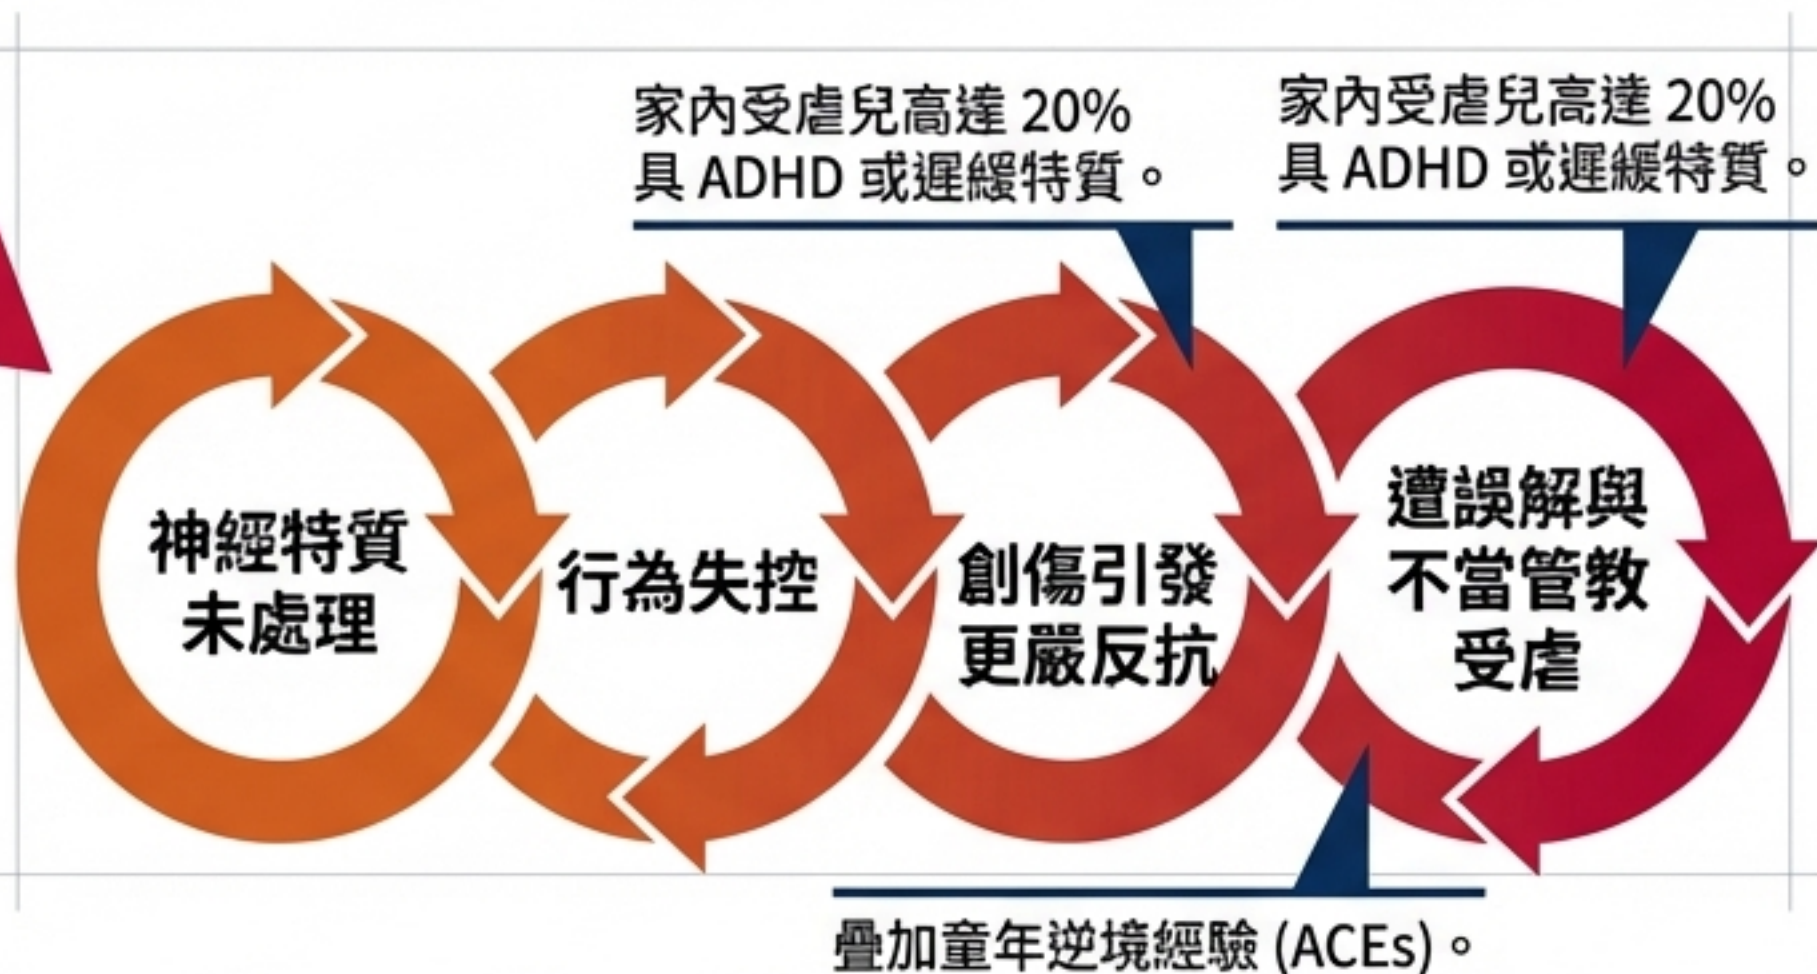 家內受虐兒高達 20%
具 ADHD 或遲緩特質。
家內受虐兒高達 20%
具 ADHD 或遲緩特質。
神經特質
未處理
行為失控
創傷引發
更嚴反抗
遭誤解與
不當管教
受虐
疊加童年逆境經驗 (ACEs)。